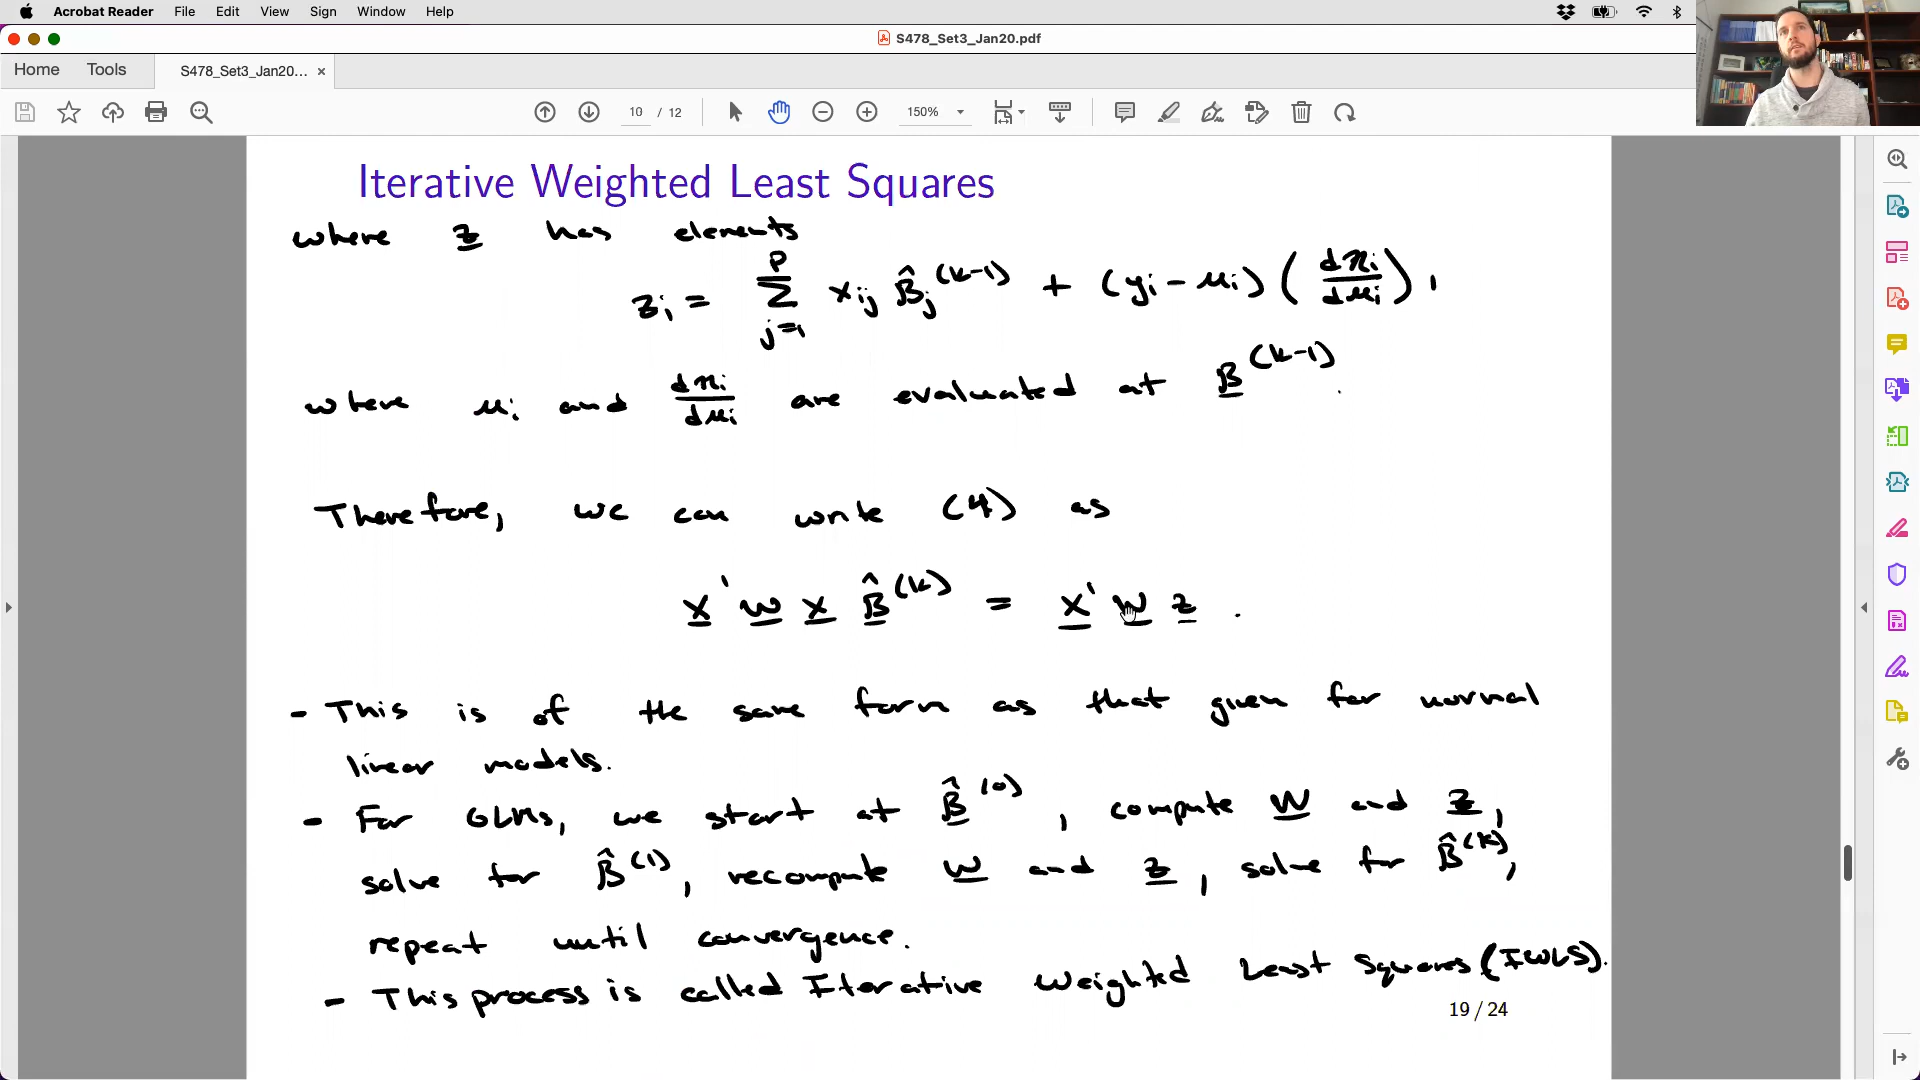 Acrobat Reader File Edit View Sign Window Help
S478_Set3_Jan20.pdf
Home Tools S478_Set3_Jan20... ×
10 / 12 150%
Iterative Weighted Least Squares
where z has elements
zᵢ = Σ_{j=1}^{p} xᵢⱼ β̂ⱼ^(k-1) + (yᵢ - μᵢ) (dηᵢ/dμᵢ),
where μᵢ and dηᵢ/dμᵢ are evaluated at β^(k-1).
Therefore, we can write (4) as
X' W X β̂^(k) = X' W z .
- This is of the same form as that given for normal
linear models.
- For GLMs, we start at β̂^(0), compute W and z,
solve for β̂^(1), recompute W and z, solve for β̂^(k),
repeat until convergence.
- This process is called Iterative Weighted Least Squares (IWLS).
19 / 24